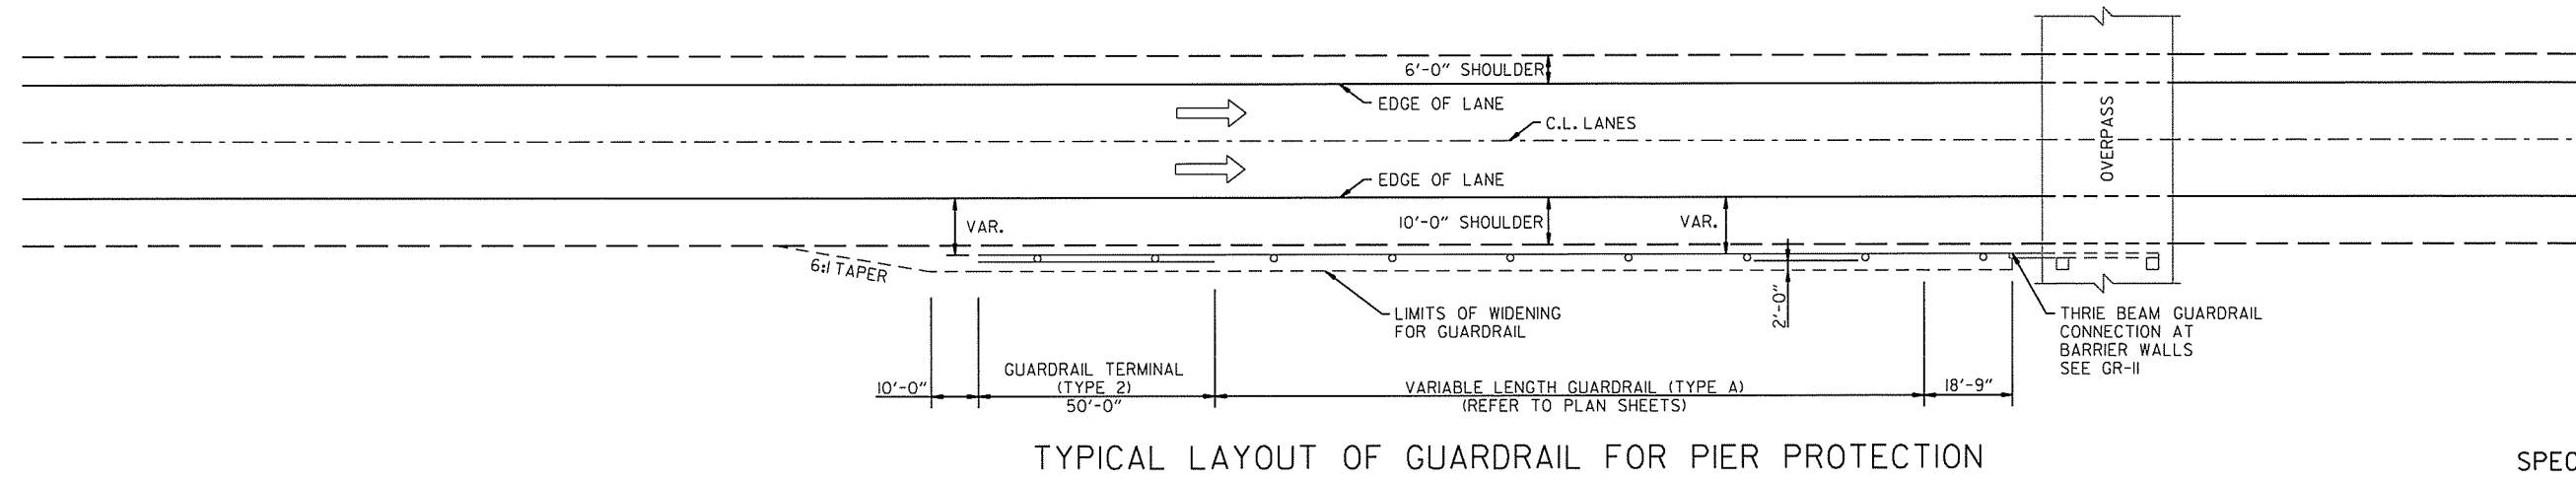 6'-0" SHOULDER
EDGE OF LANE
C.L. LANES
OVERPASS
EDGE OF LANE
VAR.
10'-0" SHOULDER
VAR.
6:1 TAPER
2'-0"
LIMITS OF WIDENING
FOR GUARDRAIL
THRIE BEAM GUARDRAIL
CONNECTION AT
BARRIER WALLS
SEE GR-11
10'-0"
GUARDRAIL TERMINAL
(TYPE 2)
50'-0"
VARIABLE LENGTH GUARDRAIL (TYPE A)
(REFER TO PLAN SHEETS)
18'-9"
TYPICAL LAYOUT OF GUARDRAIL FOR PIER PROTECTION
SPEC